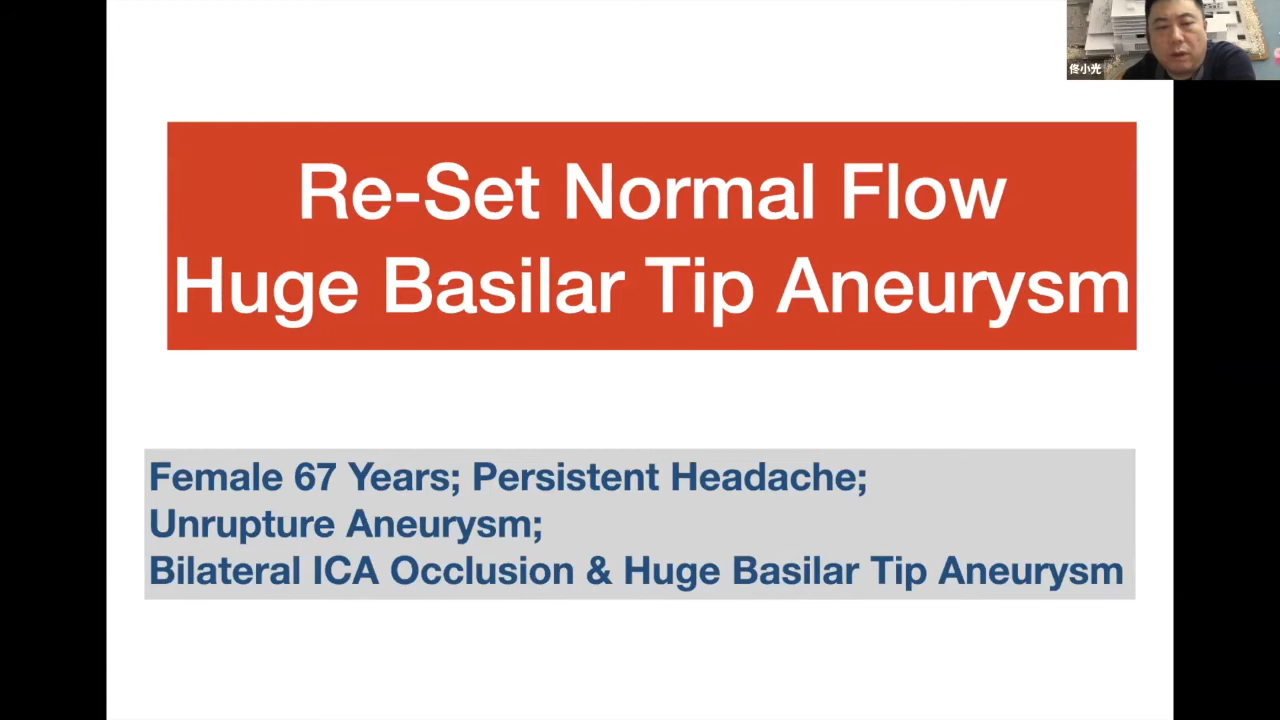 佟小光
Re-Set Normal Flow
Huge Basilar Tip Aneurysm
Female 67 Years; Persistent Headache;
Unrupture Aneurysm;
Bilateral ICA Occlusion & Huge Basilar Tip Aneurysm